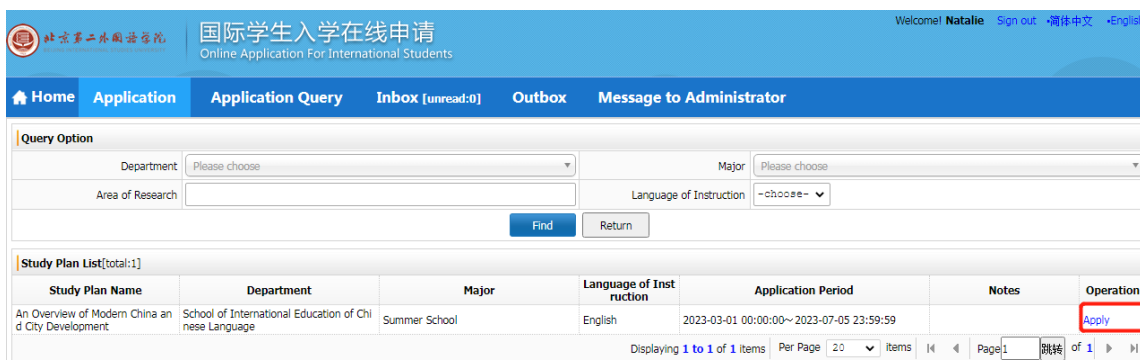 Welcome! Natalie Sign out •简体中文 •English
北京第二外国语学院 国际学生入学在线申请
Online Application For International Students
Home Application Application Query Inbox [unread:0] Outbox Message to Administrator
Query Option
Department Please choose Major Please choose
Area of Research Language of Instruction -choose-
Find Return
Study Plan List[total:1]
Study Plan Name Department Major Language of Inst Application Period Notes Operation
ruction
An Overview of Modern China an School of International Education of Chi Summer School English 2023-03-01 00:00:00~2023-07-05 23:59:59 Apply
d City Development nese Language
Displaying 1 to 1 of 1 items Per Page 20 items Page 1 跳转 of 1